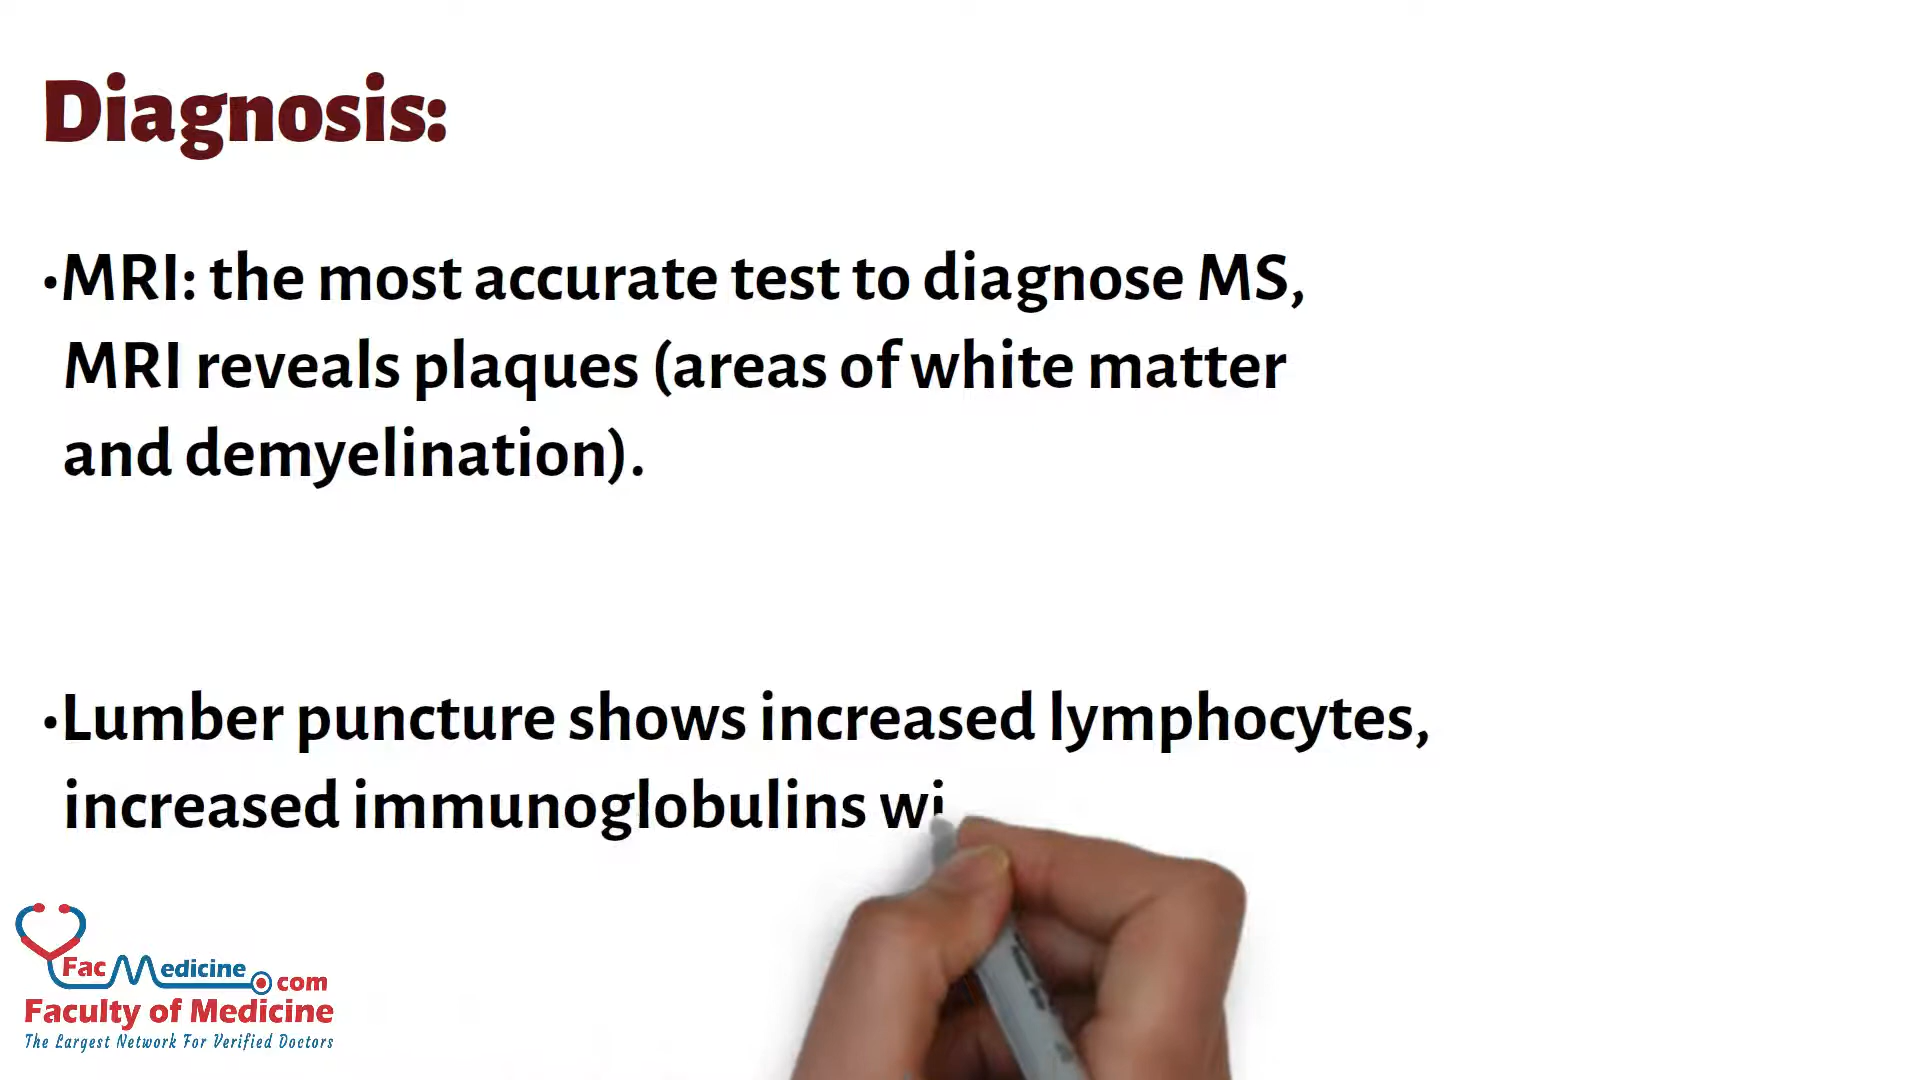 Diagnosis:
•MRI: the most accurate test to diagnose MS,
MRI reveals plaques (areas of white matter
and demyelination).
•Lumber puncture shows increased lymphocytes,
increased immunoglobulins wi
FacMedicine.com
Faculty of Medicine
The Largest Network For Verified Doctors